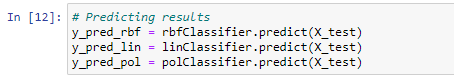 In [12]: # Predicting results
y_pred_rbf = rbfClassifier.predict(X_test)
y_pred_lin = linClassifier.predict(X_test)
y_pred_pol = polClassifier.predict(X_test)